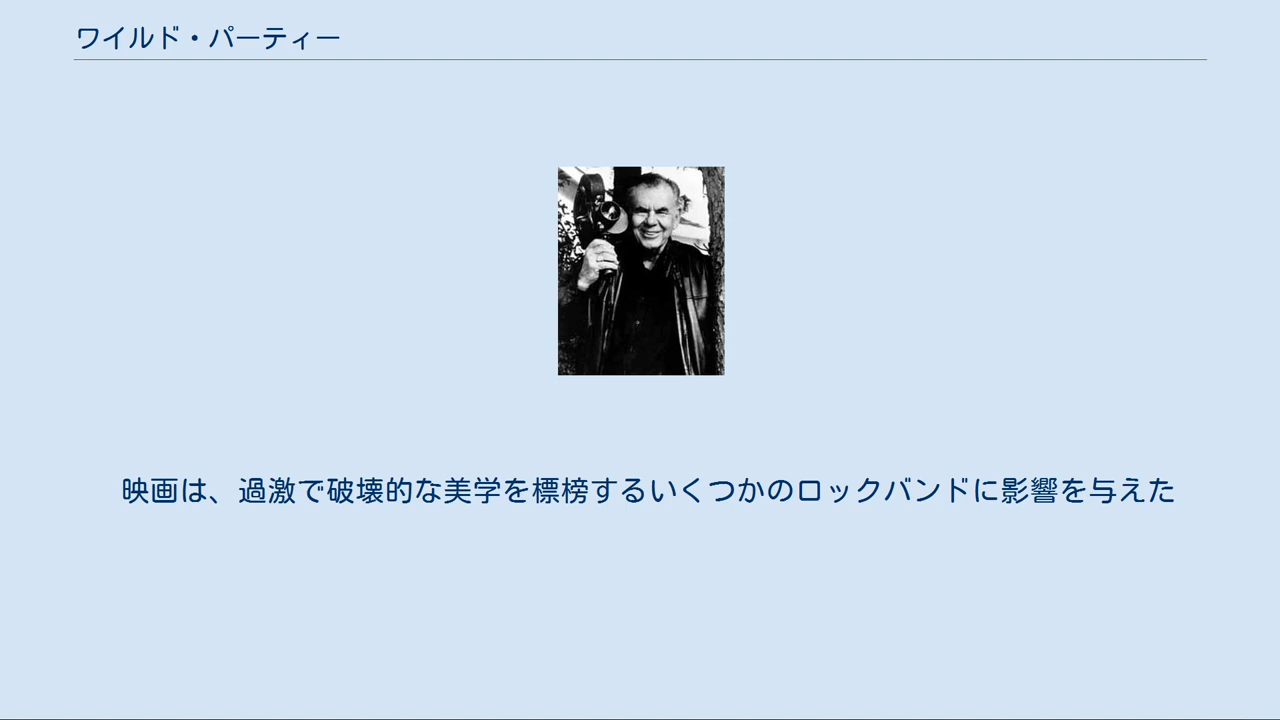 ワイルド・パーティー
映画は、過激で破壊的な美学を標榜するいくつかのロックバンドに影響を与えた